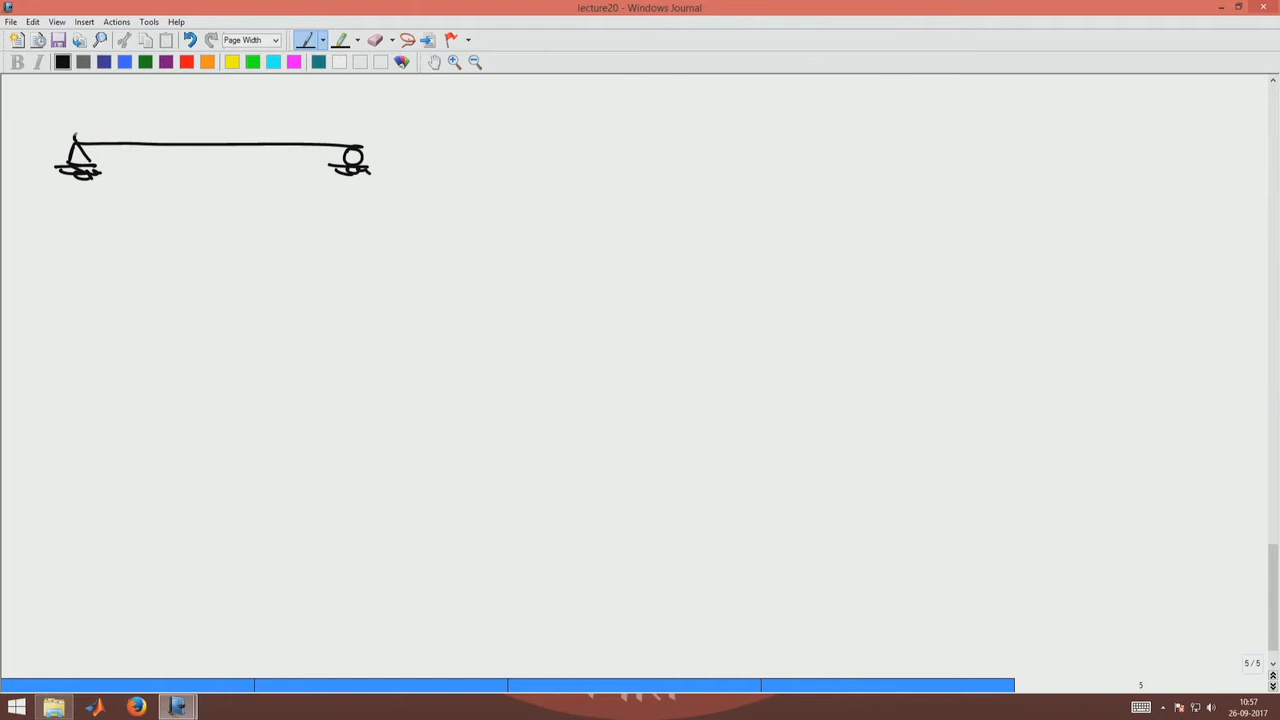 lecture20 - Windows Journal
File Edit View Insert Actions Tools Help
Page Width
B I
5 / 5
5
10:57
26-09-2017